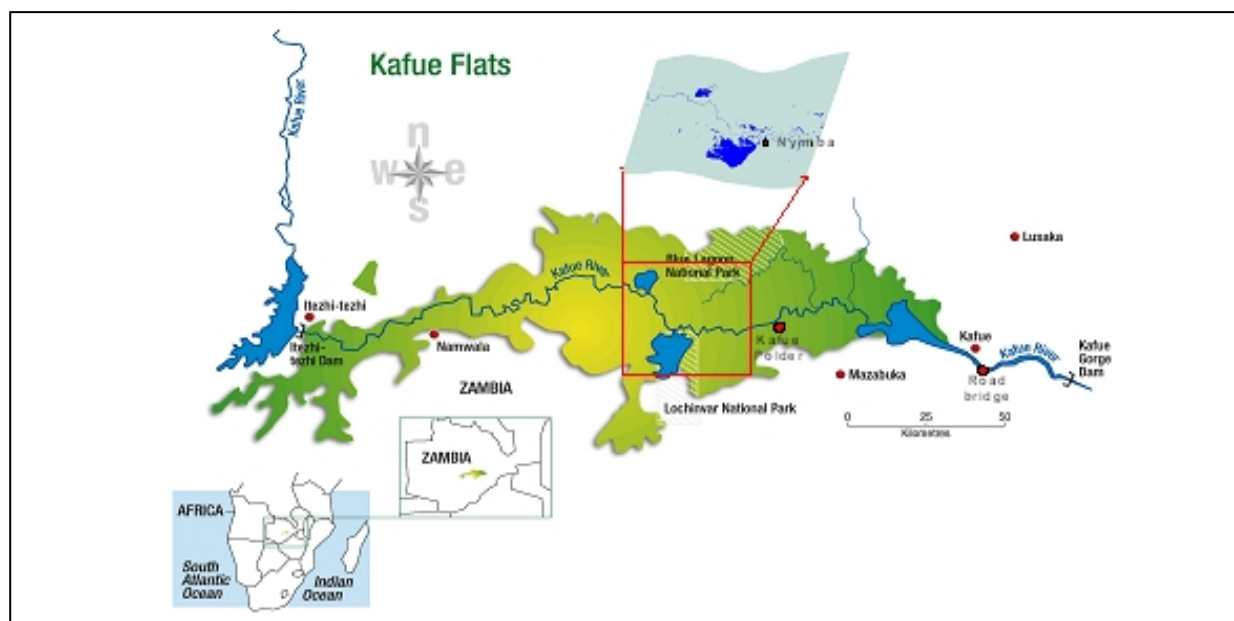 Kafue Flats
Kafue River
n
w e
s
Nymba
Lusaka
Blue Lagoon
National Park
Kafue River
Itezhi-tezhi
Itezhi-
tezhi Dam
Namwala
Kafue
Polder
Kafue
Kafue River
Kafue
Gorge
Dam
Road
bridge
Mazabuka
ZAMBIA
Lochinvar National Park
0 25 50
Kilometres
ZAMBIA
AFRICA
South
Atlantic
Ocean
Indian
Ocean